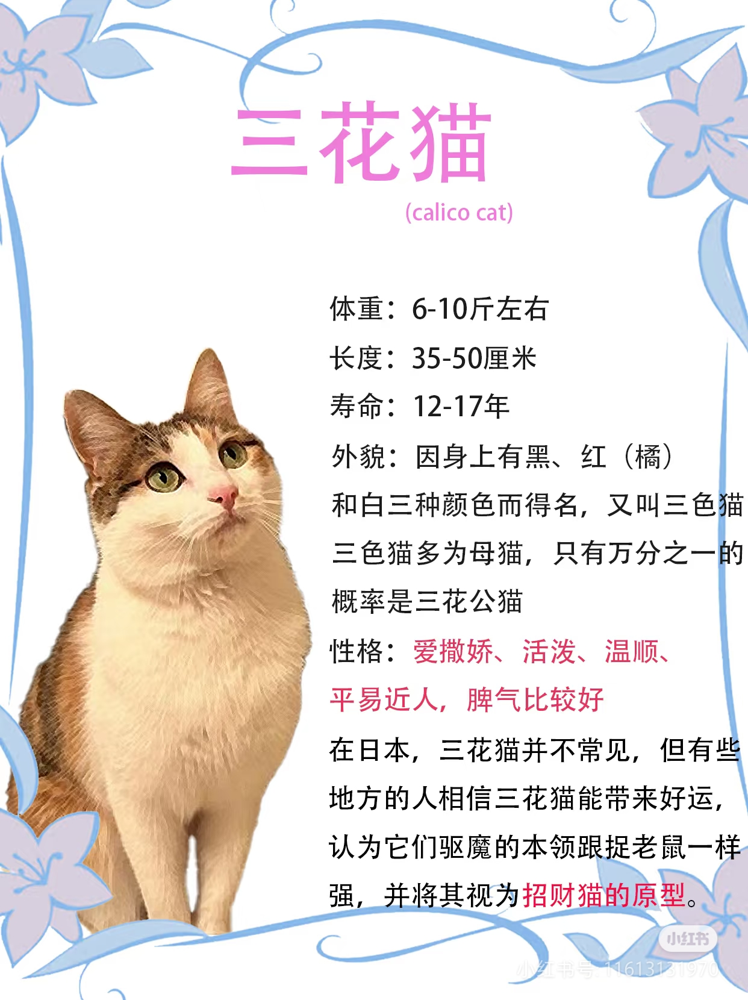 三花猫
(calico cat)
体重：6-10斤左右
长度：35-50厘米
寿命：12-17年
外貌：因身上有黑、红（橘）
和白三种颜色而得名，又叫三色猫
三色猫多为母猫，只有万分之一的
概率是三花公猫
性格：爱撒娇、活泼、温顺、
平易近人，脾气比较好
在日本，三花猫并不常见，但有些
地方的人相信三花猫能带来好运，
认为它们驱魔的本领跟捉老鼠一样
强，并将其视为招财猫的原型。
小红书
小红书号: 11613131970